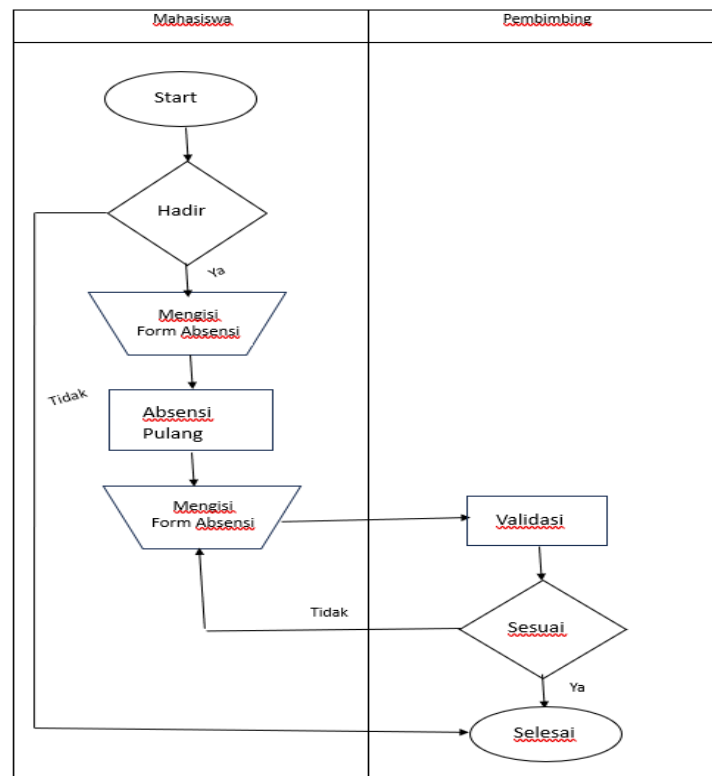 Mahasiswa
Pembimbing
Start
Hadir
Ya
Mengisi
Form Absensi
Tidak
Absensi
Pulang
Mengisi
Form Absensi
Validasi
Tidak
Sesuai
Ya
Selesai